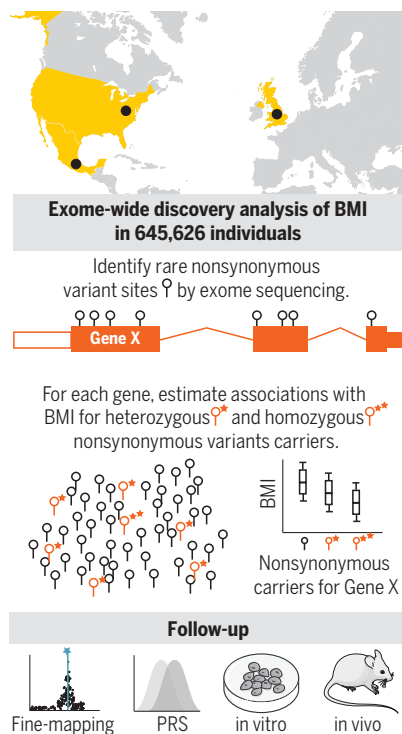 Exome-wide discovery analysis of BMI
in 645,626 individuals
Identify rare nonsynonymous
variant sites by exome sequencing.
Gene X
For each gene, estimate associations with
BMI for heterozygous and homozygous
nonsynonymous variants carriers.
BMI
Nonsynonymous
carriers for Gene X
Follow-up
Fine-mapping PRS in vitro in vivo